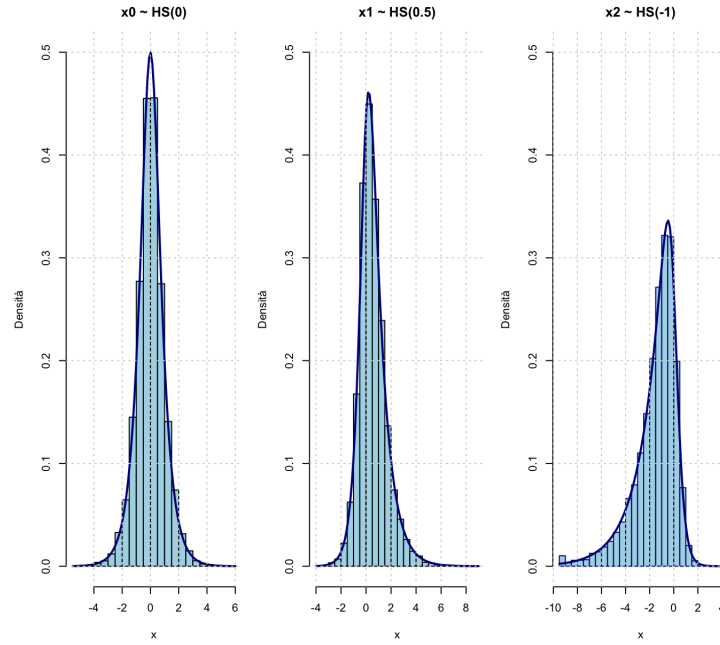 x0 ~ HS(0)
0.0 0.1 0.2 0.3 0.4 0.5
Densità
-4 -2 0 2 4 6
x
x1 ~ HS(0.5)
0.0 0.1 0.2 0.3 0.4 0.5
Densità
-4 -2 0 2 4 6 8
x
x2 ~ HS(-1)
0.0 0.1 0.2 0.3 0.4 0.5
Densità
-10 -8 -6 -4 -2 0 2 4
x